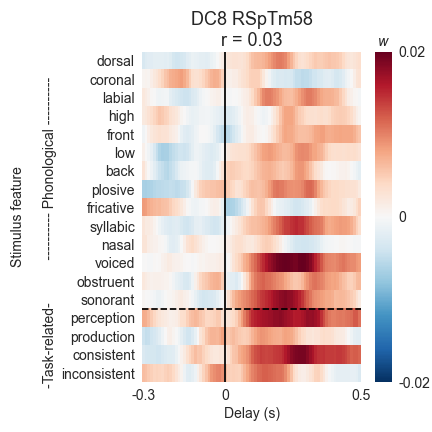 DC8 RSpTm58
r = 0.03
w
dorsal
coronal
labial
high
front
low
back
plosive
fricative
syllabic
nasal
voiced
obstruent
sonorant
perception
production
consistent
inconsistent
Stimulus feature
---------- Phonological ----------
-Task-related-
-0.3 0 0.5
Delay (s)
0.02
0
-0.02